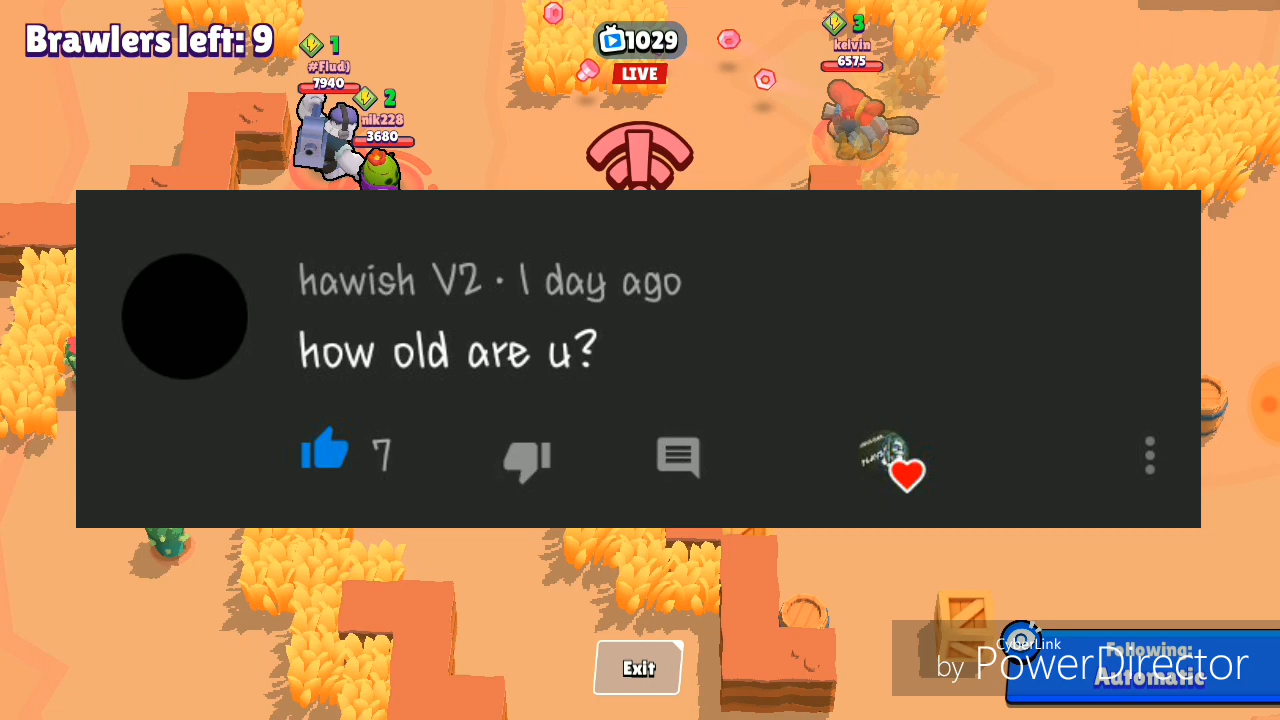 Brawlers left: 9
1
#Flud:)
7940
2
nik228
3680
1029
LIVE
3
kelvin
6575
hawish V2 · 1 day ago
how old are u?
7
Exit
Following:
Automatic
CyberLink
by PowerDirector